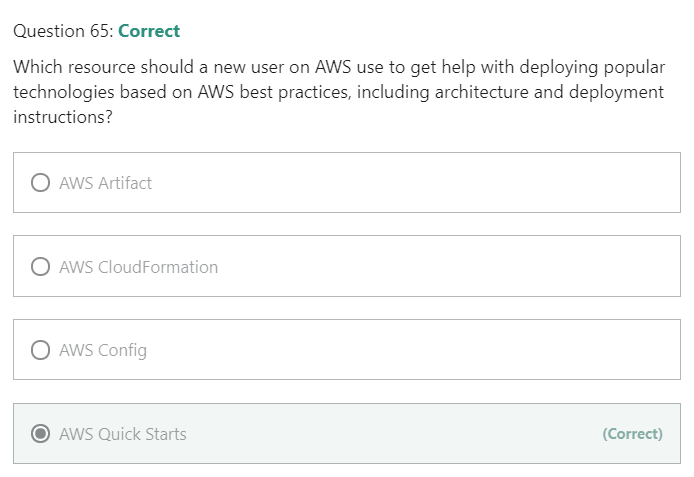 Question 65: Correct
Which resource should a new user on AWS use to get help with deploying popular
technologies based on AWS best practices, including architecture and deployment
instructions?
AWS Artifact
AWS CloudFormation
AWS Config
AWS Quick Starts (Correct)